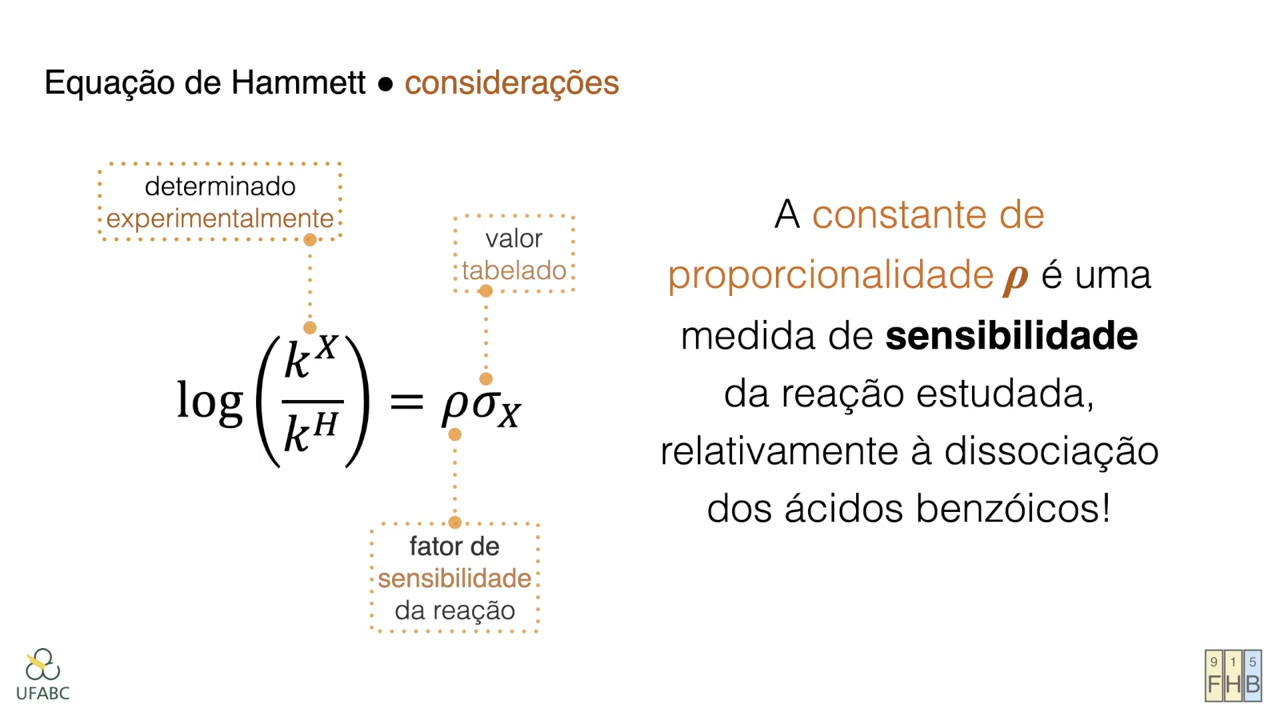 Equação de Hammett ● considerações
determinado
experimentalmente
valor
tabelado
log(k^X/k^H) = ρσ_X
fator de
sensibilidade
da reação
A constante de
proporcionalidade ρ é uma
medida de sensibilidade
da reação estudada,
relativamente à dissociação
dos ácidos benzóicos!
UFABC
9 1 5
F H B